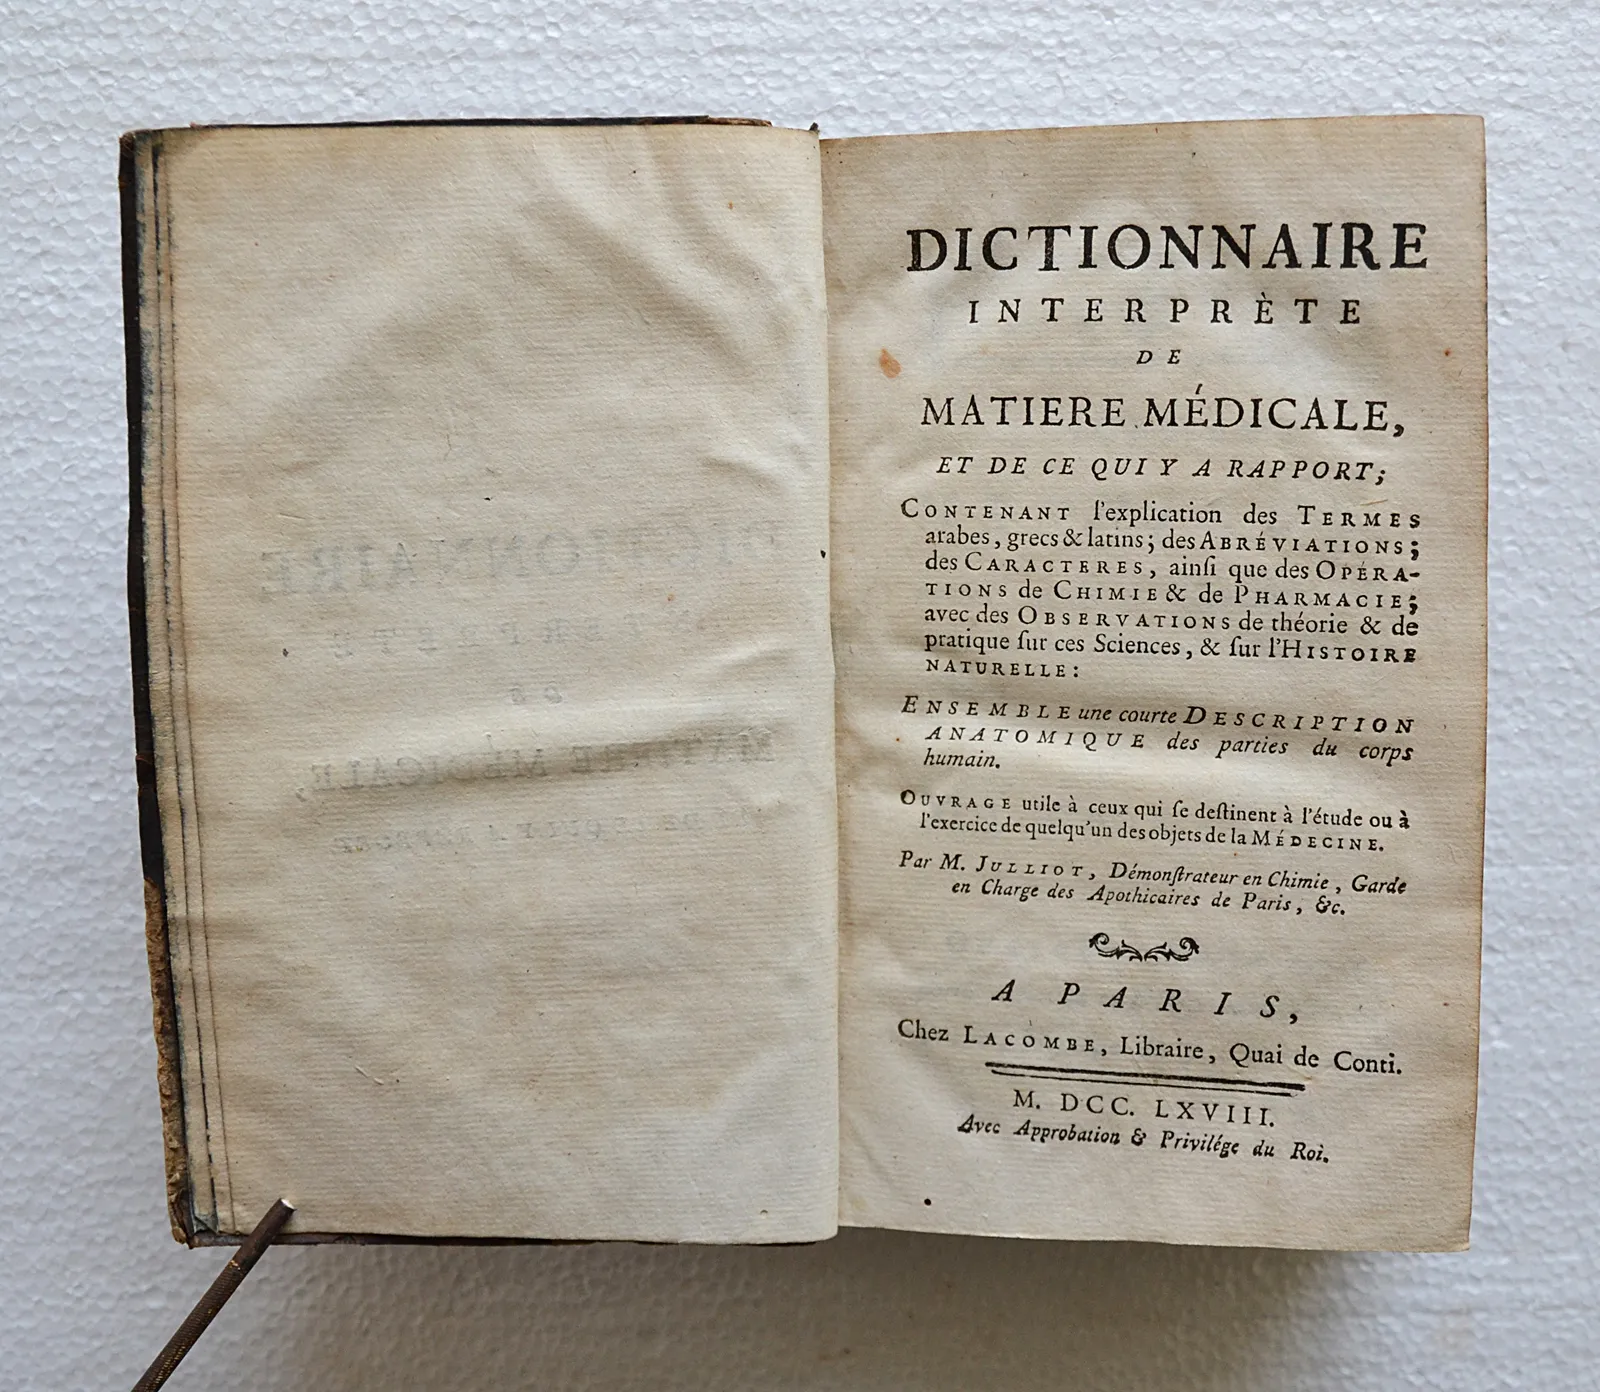 DICTIONNAIRE
INTERPRÈTE
DE
MATIERE MÉDICALE,
ET DE CE QUI Y A RAPPORT;
CONTENANT l'explication des TERMES
arabes, grecs & latins; des ABRÉVIATIONS;
des CARACTERES, ainſi que des OPÉRA-
TIONS de CHIMIE & de PHARMACIE;
avec des OBSERVATIONS de théorie & de
pratique ſur ces Sciences, & ſur l'HISTOIRE
NATURELLE:
ENSEMBLE une courte DESCRIPTION
ANATOMIQUE des parties du corps
humain.
OUVRAGE utile à ceux qui ſe deſtinent à l'étude ou à
l'exercice de quelqu'un des objets de la MÉDECINE.
Par M. JULLIOT, Démonſtrateur en Chimie, Garde
en Charge des Apothicaires de Paris, &c.
A PARIS,
Chez LACOMBE, Libraire, Quai de Conti.
M. DCC. LXVIII.
Avec Approbation & Privilége du Roi.